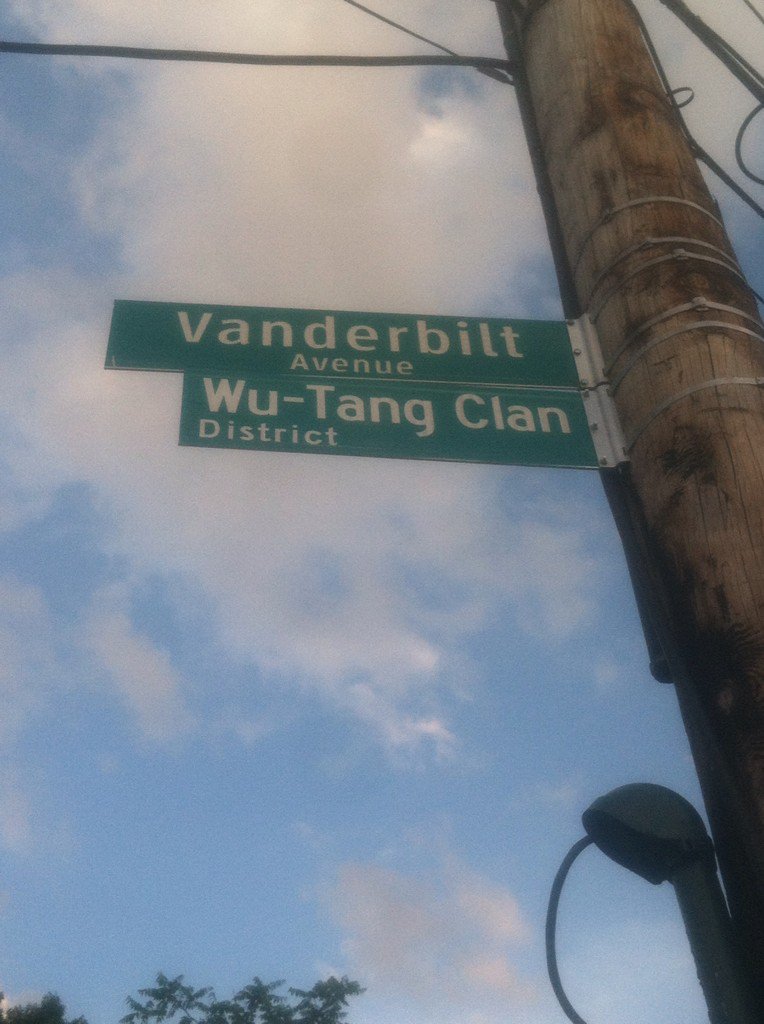 Vanderbilt
Avenue
Wu-Tang Clan
District